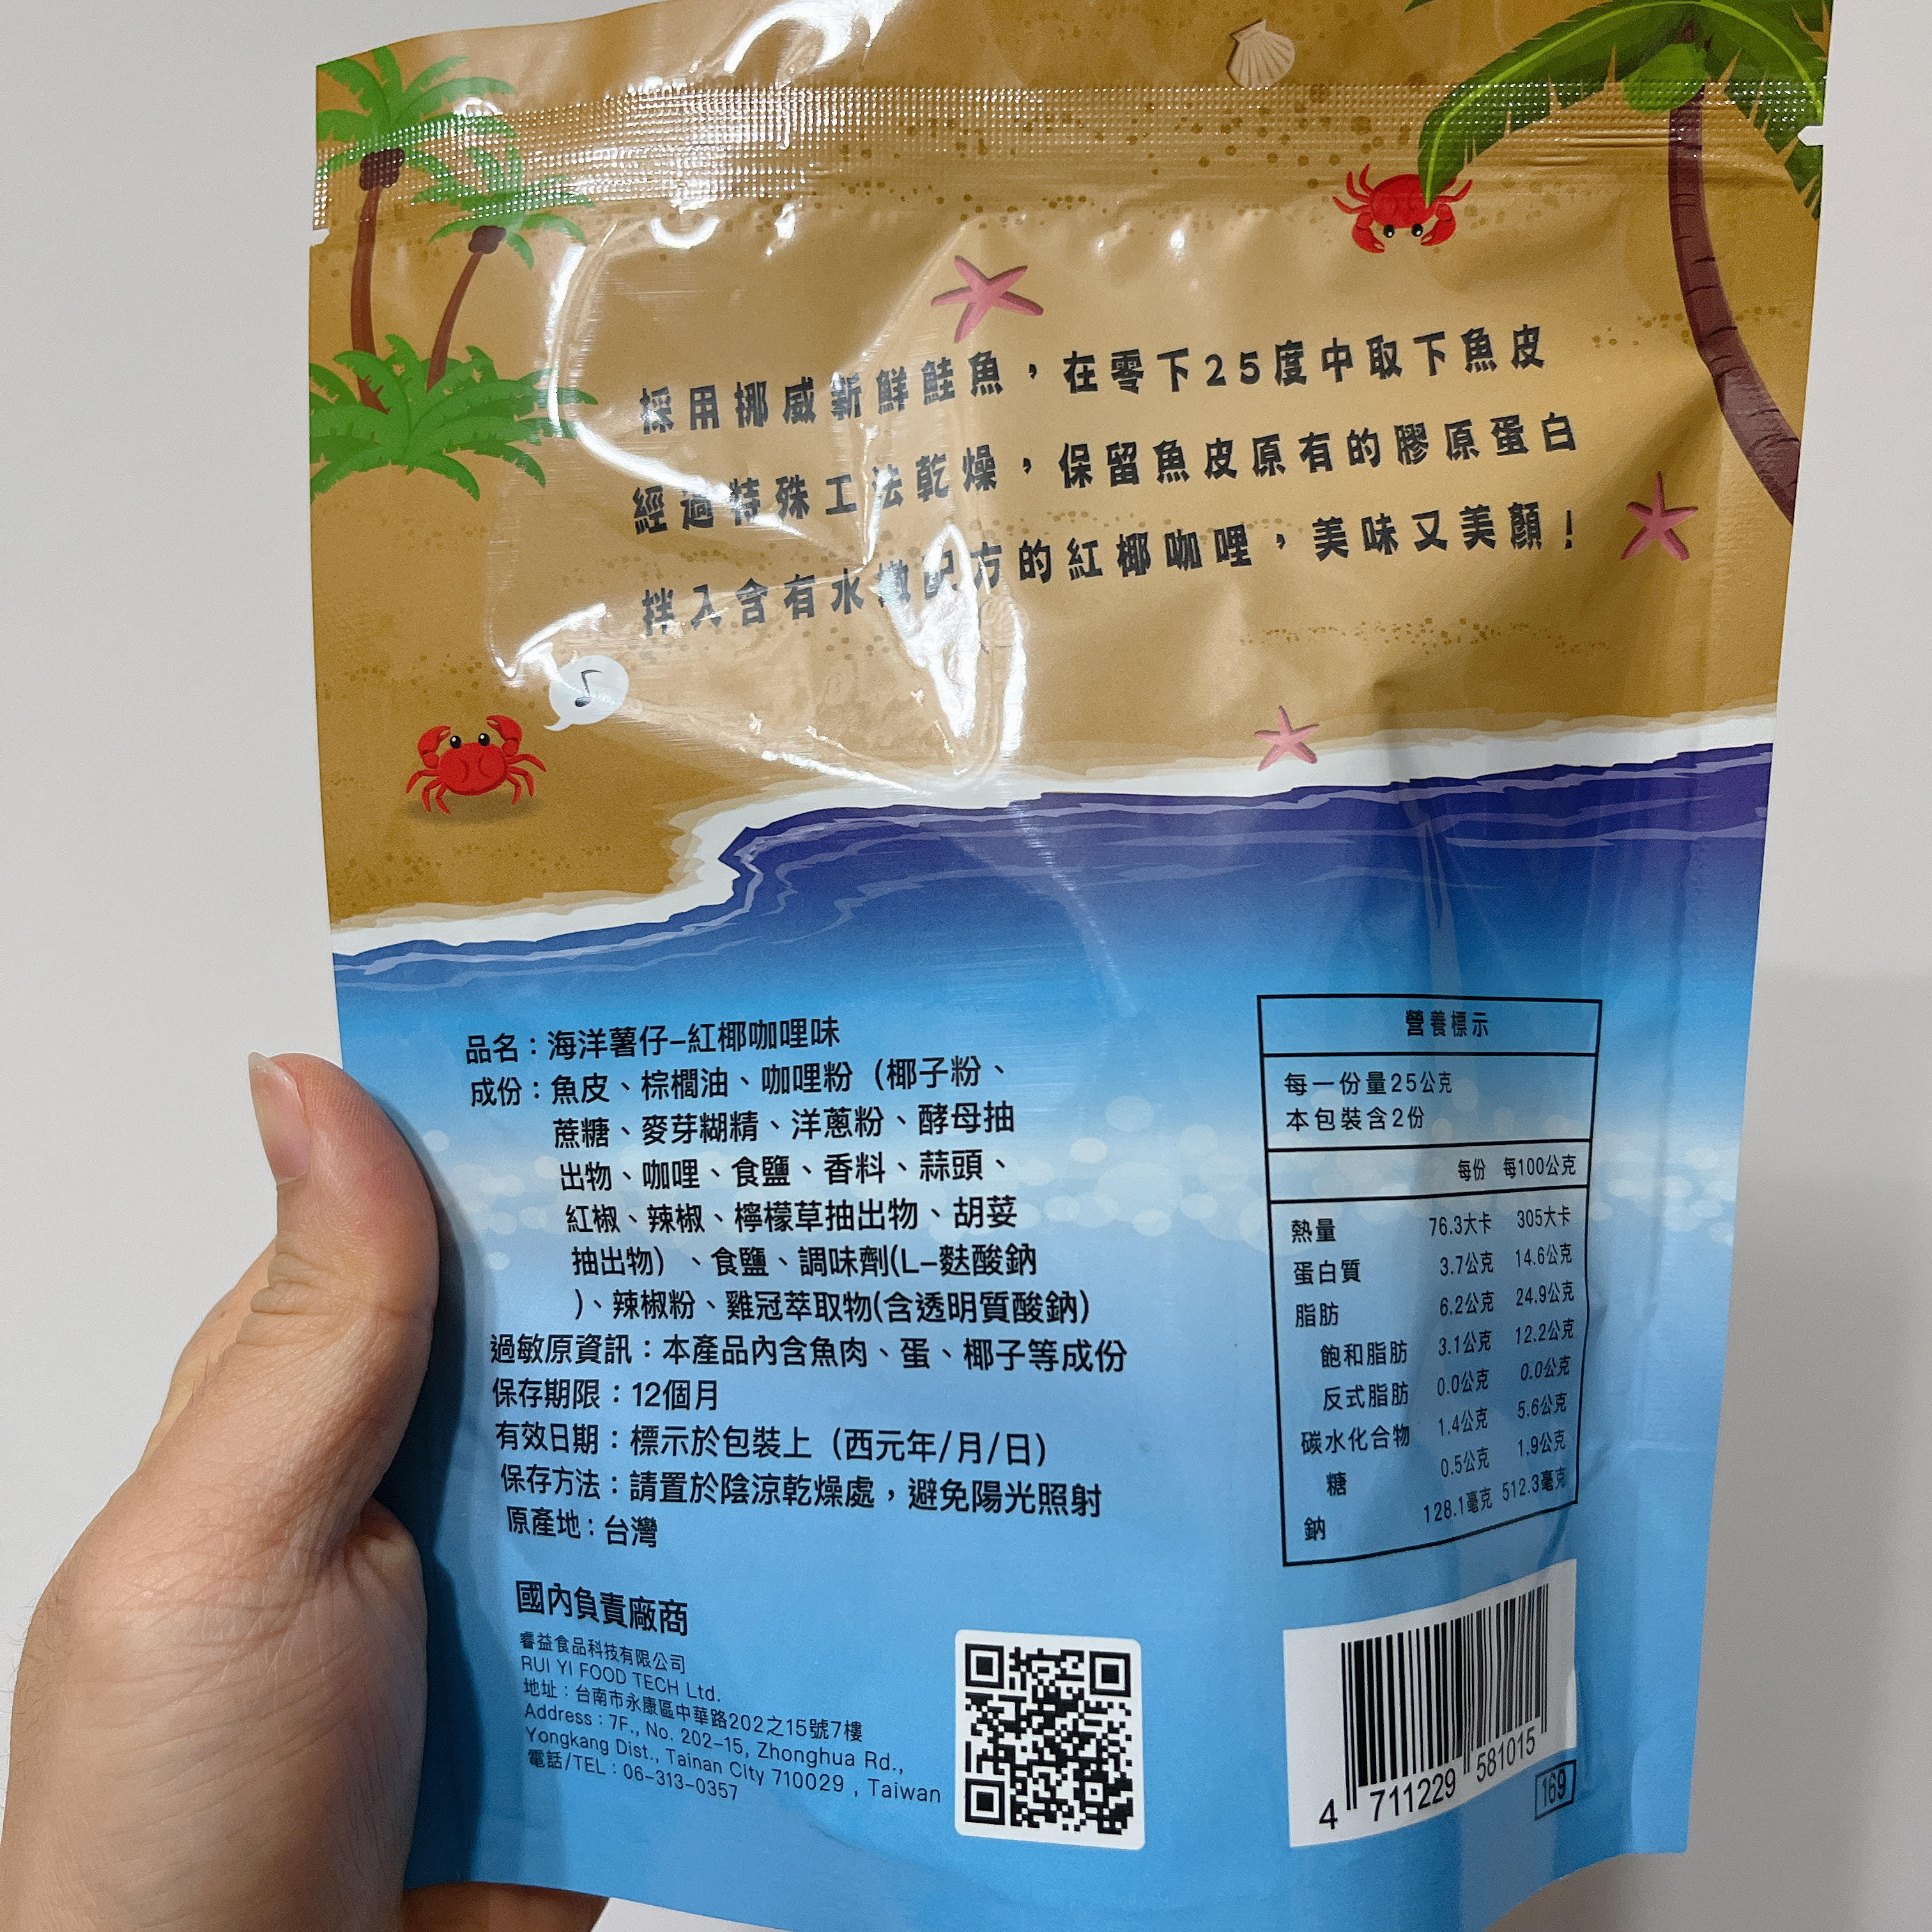 採用挪威新鮮鮭魚，在零下25度中取下魚皮
經過特殊工法乾燥，保留魚皮原有的膠原蛋白
拌入含有水嫩配方的紅椰咖哩，美味又美顏！
品名：海洋薯仔-紅椰咖哩味
成份：魚皮、棕櫚油、咖哩粉（椰子粉、
蔗糖、麥芽糊精、洋蔥粉、酵母抽
出物、咖哩、食鹽、香料、蒜頭、
紅椒、辣椒、檸檬草抽出物、胡荽
抽出物）、食鹽、調味劑(L-麩酸鈉
)、辣椒粉、雞冠萃取物(含透明質酸鈉)
過敏原資訊：本產品內含魚肉、蛋、椰子等成份
保存期限：12個月
有效日期：標示於包裝上（西元年/月/日）
保存方法：請置於陰涼乾燥處，避免陽光照射
原產地：台灣
國內負責廠商
睿益食品科技有限公司
RUI YI FOOD TECH Ltd.
地址：台南市永康區中華路202之15號7樓
Address：7F., No. 202-15, Zhonghua Rd.,
Yongkang Dist., Tainan City 710029 , Taiwan
電話/TEL：06-313-0357
營養標示
每一份量25公克
本包裝含2份
每份 每100公克
熱量 76.3大卡 305大卡
蛋白質 3.7公克 14.6公克
脂肪 6.2公克 24.9公克
飽和脂肪 3.1公克 12.2公克
反式脂肪 0.0公克 0.0公克
碳水化合物 1.4公克 5.6公克
糖 0.5公克 1.9公克
鈉 128.1毫克 512.3毫克
4 711229 581015
169